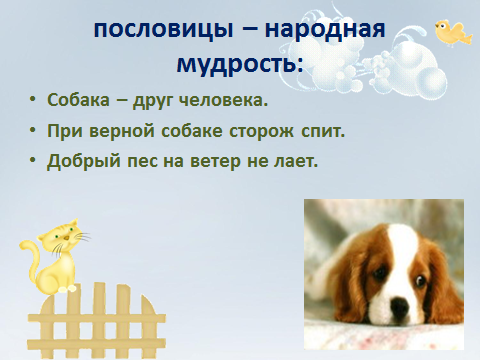 пословицы – народная
мудрость:
• Собака – друг человека.
• При верной собаке сторож спит.
• Добрый пес на ветер не лает.